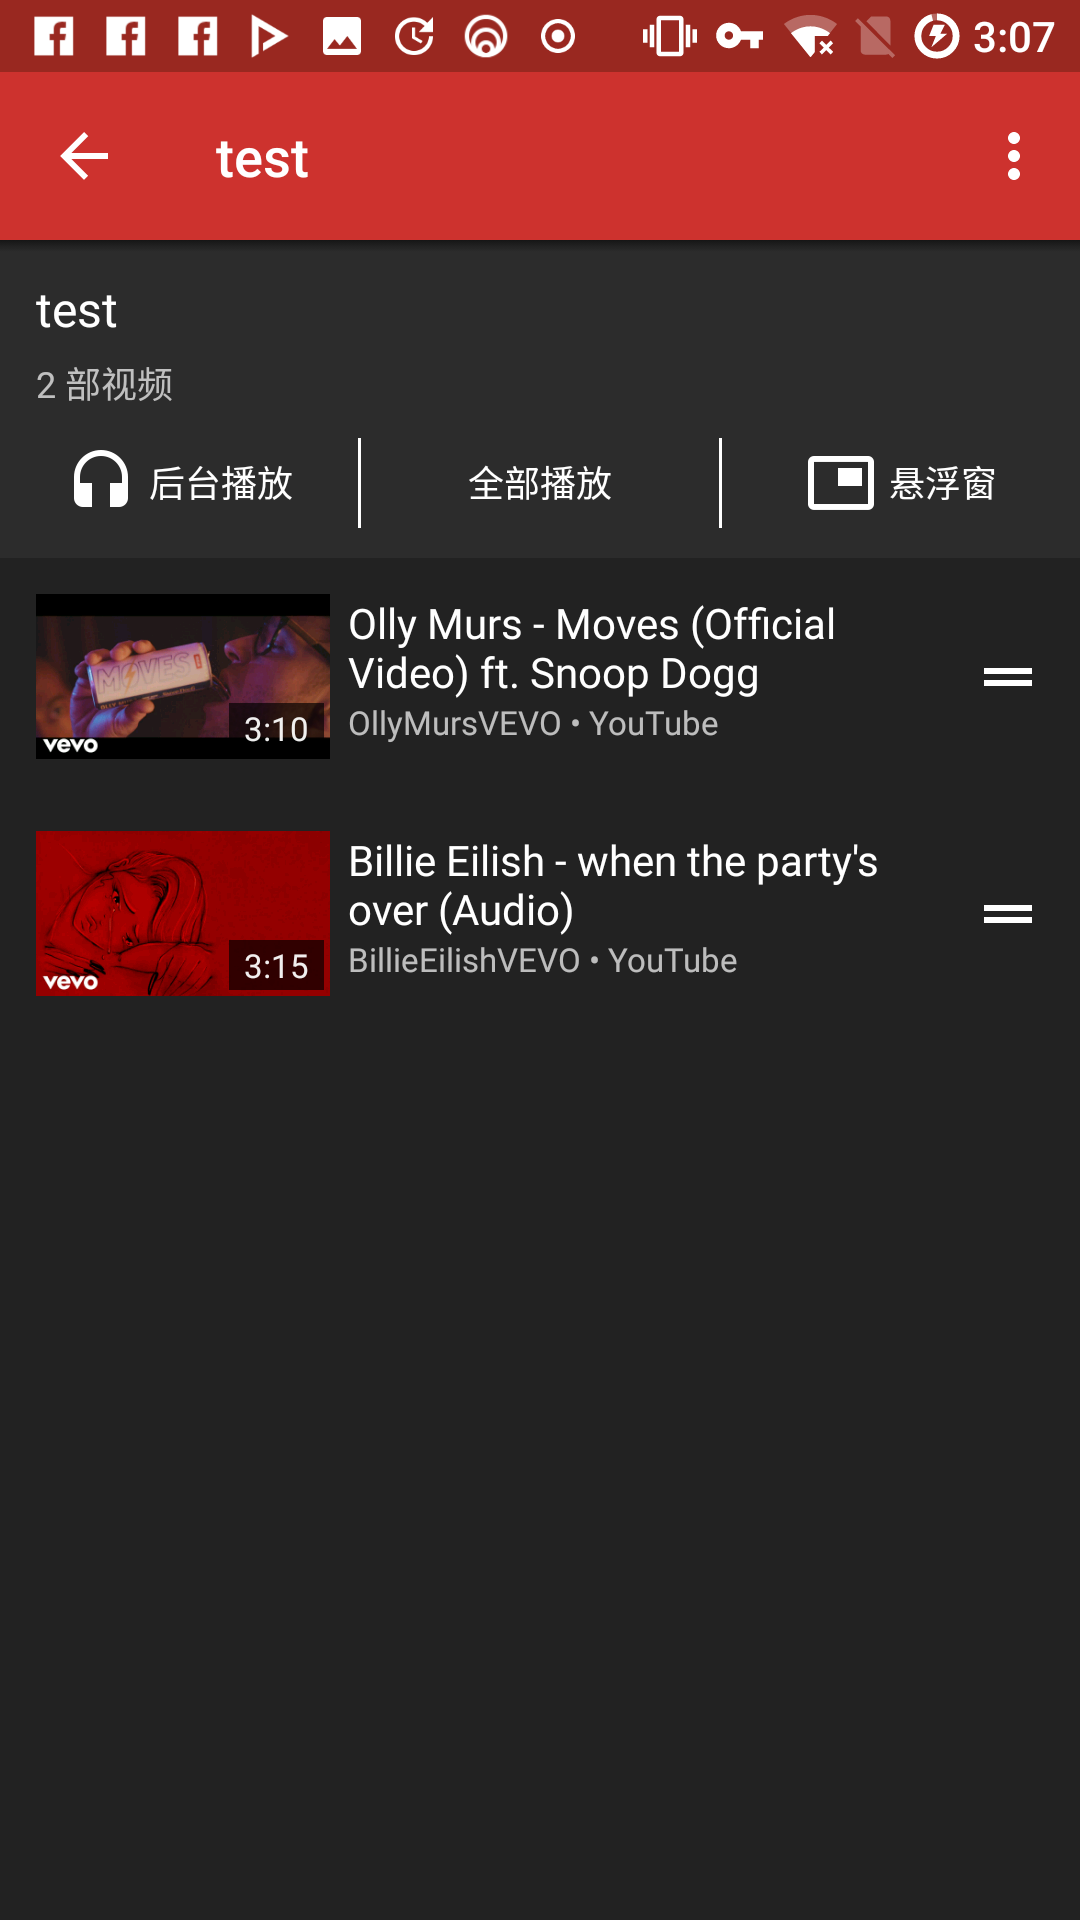 3:07
test
test
2 部视频
后台播放
全部播放
悬浮窗
MOVES
3:10
vevo
Olly Murs - Moves (Official
Video) ft. Snoop Dogg
OllyMursVEVO • YouTube
3:15
vevo
Billie Eilish - when the party's
over (Audio)
BillieEilishVEVO • YouTube